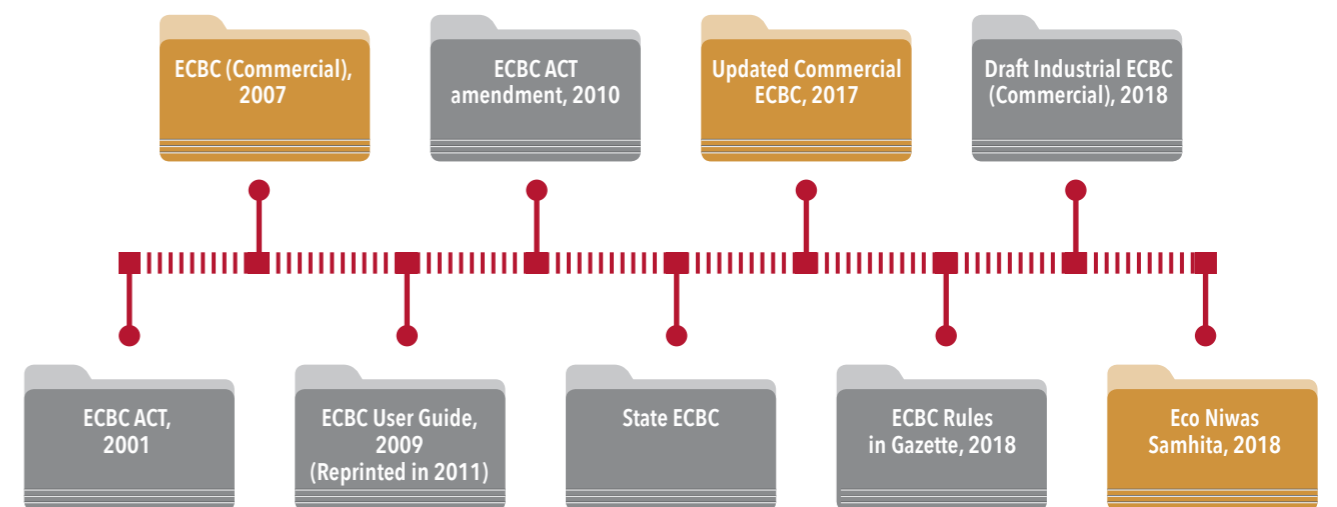 ECBC (Commercial),
2007
ECBC ACT
amendment, 2010
Updated Commercial
ECBC, 2017
Draft Industrial ECBC
(Commercial), 2018
ECBC ACT,
2001
ECBC User Guide,
2009
(Reprinted in 2011)
State ECBC
ECBC Rules
in Gazette, 2018
Eco Niwas
Samhita, 2018